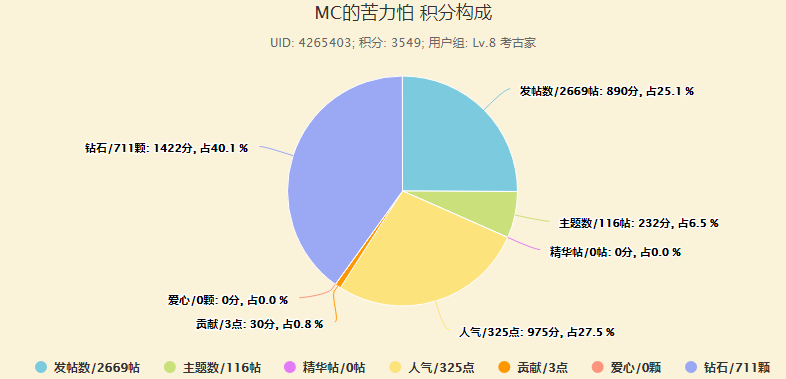 MC的苦力怕 积分构成
UID: 4265403; 积分: 3549; 用户组: Lv.8 考古家
发帖数/2669帖: 890分, 占25.1 %
钻石/711颗: 1422分, 占40.1 %
主题数/116帖: 232分, 占6.5 %
精华帖/0帖: 0分, 占0.0 %
爱心/0颗: 0分, 占0.0 %
贡献/3点: 30分, 占0.8 %
人气/325点: 975分, 占27.5 %
发帖数/2669帖 主题数/116帖 精华帖/0帖 人气/325点 贡献/3点 爱心/0颗 钻石/711颗